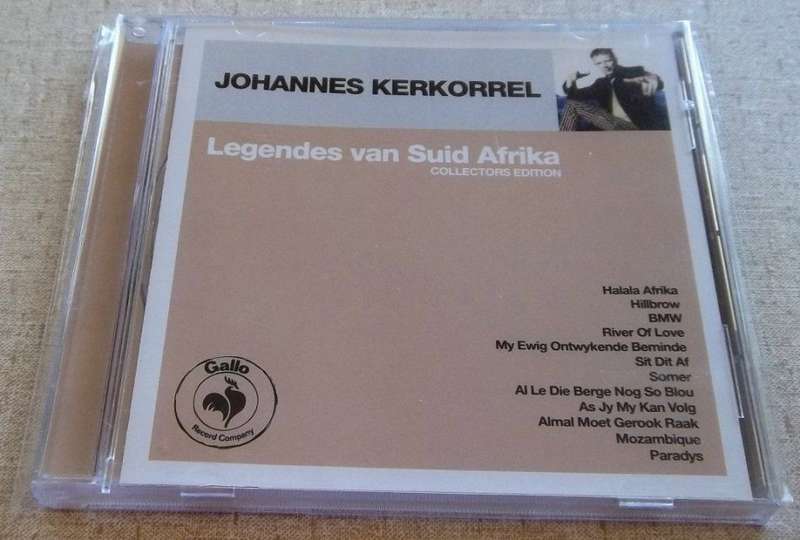 JOHANNES KERKORREL
Legendes van Suid Afrika
COLLECTORS EDITION
Halala Afrika
Hillbrow
BMW
River Of Love
My Ewig Ontwykende Beminde
Sit Dit Af
Somer
Al Le Die Berge Nog So Blou
As Jy My Kan Volg
Almal Moet Gerook Raak
Mozambique
Paradys
Gallo
Record Company